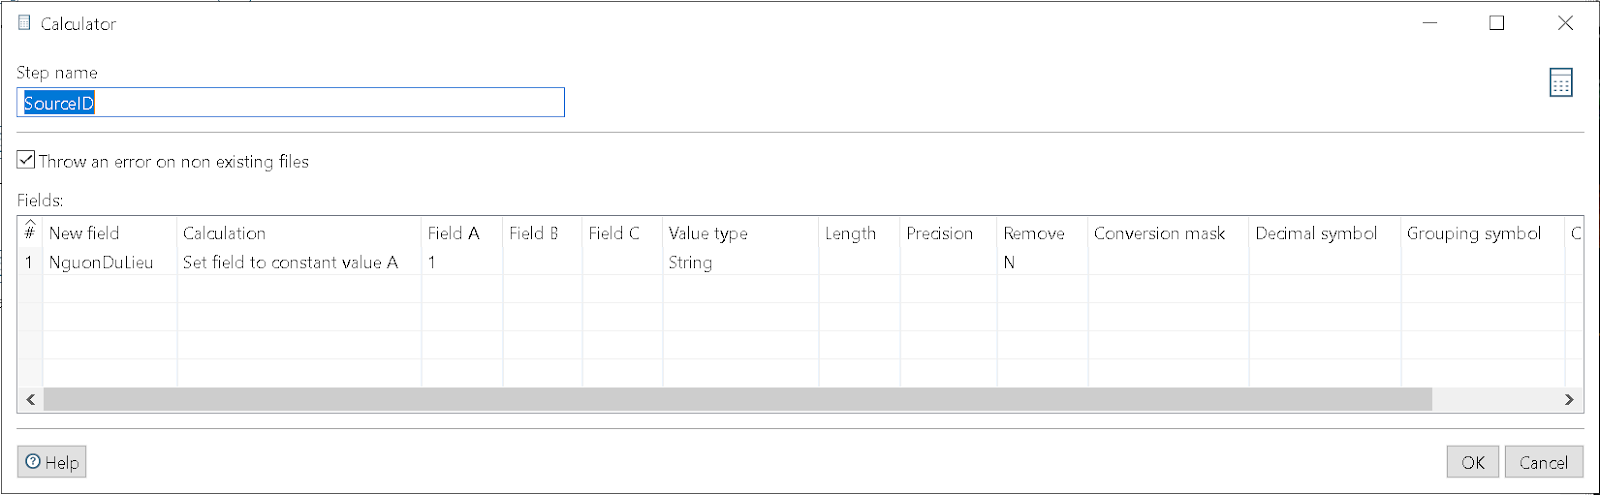 Calculator
Step name
SourceID
Throw an error on non existing files
Fields:
# New field Calculation Field A Field B Field C Value type Length Precision Remove Conversion mask Decimal symbol Grouping symbol C
1 NguonDuLieu Set field to constant value A 1 String N
Help OK Cancel